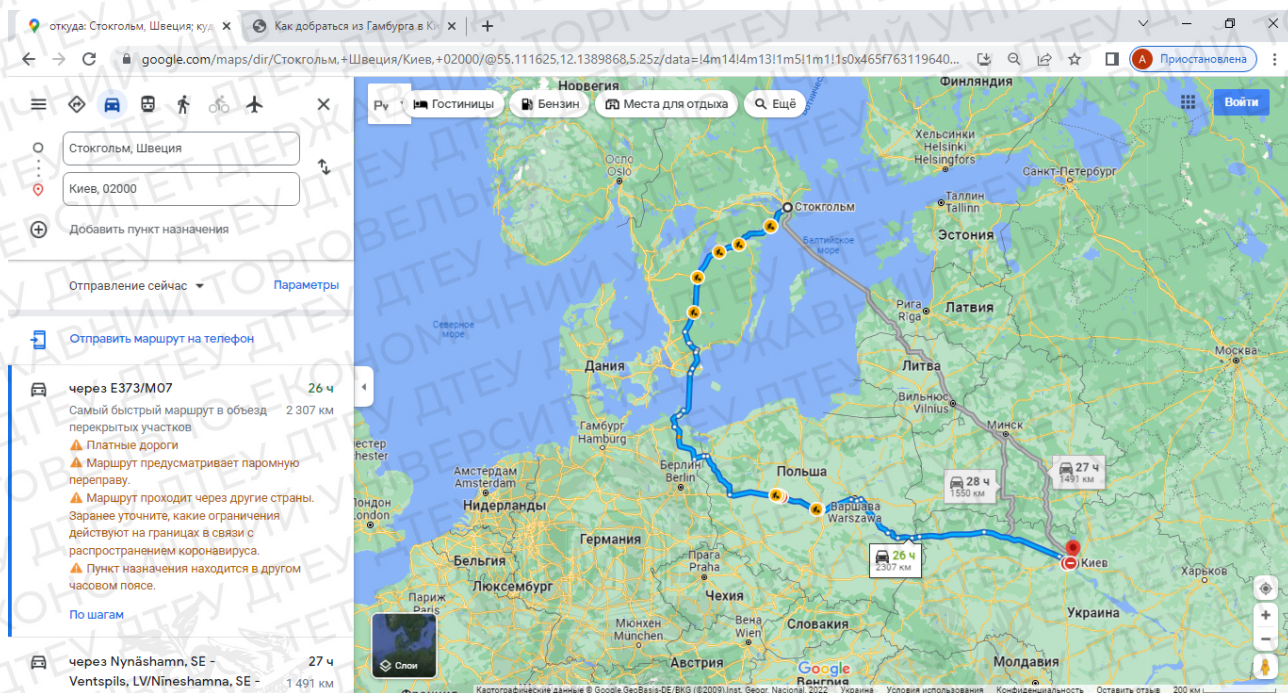 откуда: Стокгольм, Швеция; куд
Как добраться из Гамбурга в Ки
google.com/maps/dir/Стокгольм,+Швеция/Киев,+02000/@55.111625,12.1389868,5.25z/data=!4m14!4m13!1m5!1m1!1s0x465f763119640...
А Приостановлена
Стокгольм, Швеция
Киев, 02000
Добавить пункт назначения
Отправление сейчас
Параметры
Отправить маршрут на телефон
через E373/M07 26 ч
Самый быстрый маршрут в объезд 2 307 км
перекрытых участков
Платные дороги
Маршрут предусматривает паромную
переправу.
Маршрут проходит через другие страны.
Заранее уточните, какие ограничения
действуют на границах в связи с
распространением коронавируса.
Пункт назначения находится в другом
часовом поясе.
По шагам
через Nynäshamn, SE - 27 ч
Ventspils, LV/Nineshamna, SE - 1 491 км
Гостиницы
Бензин
Места для отдыха
Ещё
Войти
Норвегия
Финляндия
Осло
Oslo
Хельсинки
Helsinki
Helsingfors
Санкт-Петербург
Таллин
Tallinn
Стокгольм
Эстония
Балтийское
море
Рига
Riga
Латвия
Северное
море
Москва
Дания
Литва
Вильнюс
Vilnius
Минск
Гамбург
Hamburg
Берлин
Berlin
Польша
27 ч
1491 км
28 ч
1550 км
Амстердам
Amsterdam
Нидерланды
Варшава
Warszawa
Лондон
London
Германия
26 ч
2307 км
Киев
Харьков
Бельгия
Прага
Praha
Люксембург
Чехия
Париж
Paris
Украина
Мюнхен
München
Вена
Wien
Словакия
Слои
Австрия
Молдавия
Google
Венгрия
Картографические данные © Google GeoBasis-DE/BKG (©2009) Inst. Geogr. Nacional 2022 Украина Условия использования Конфиденциальность Оставить отзыв 200 км